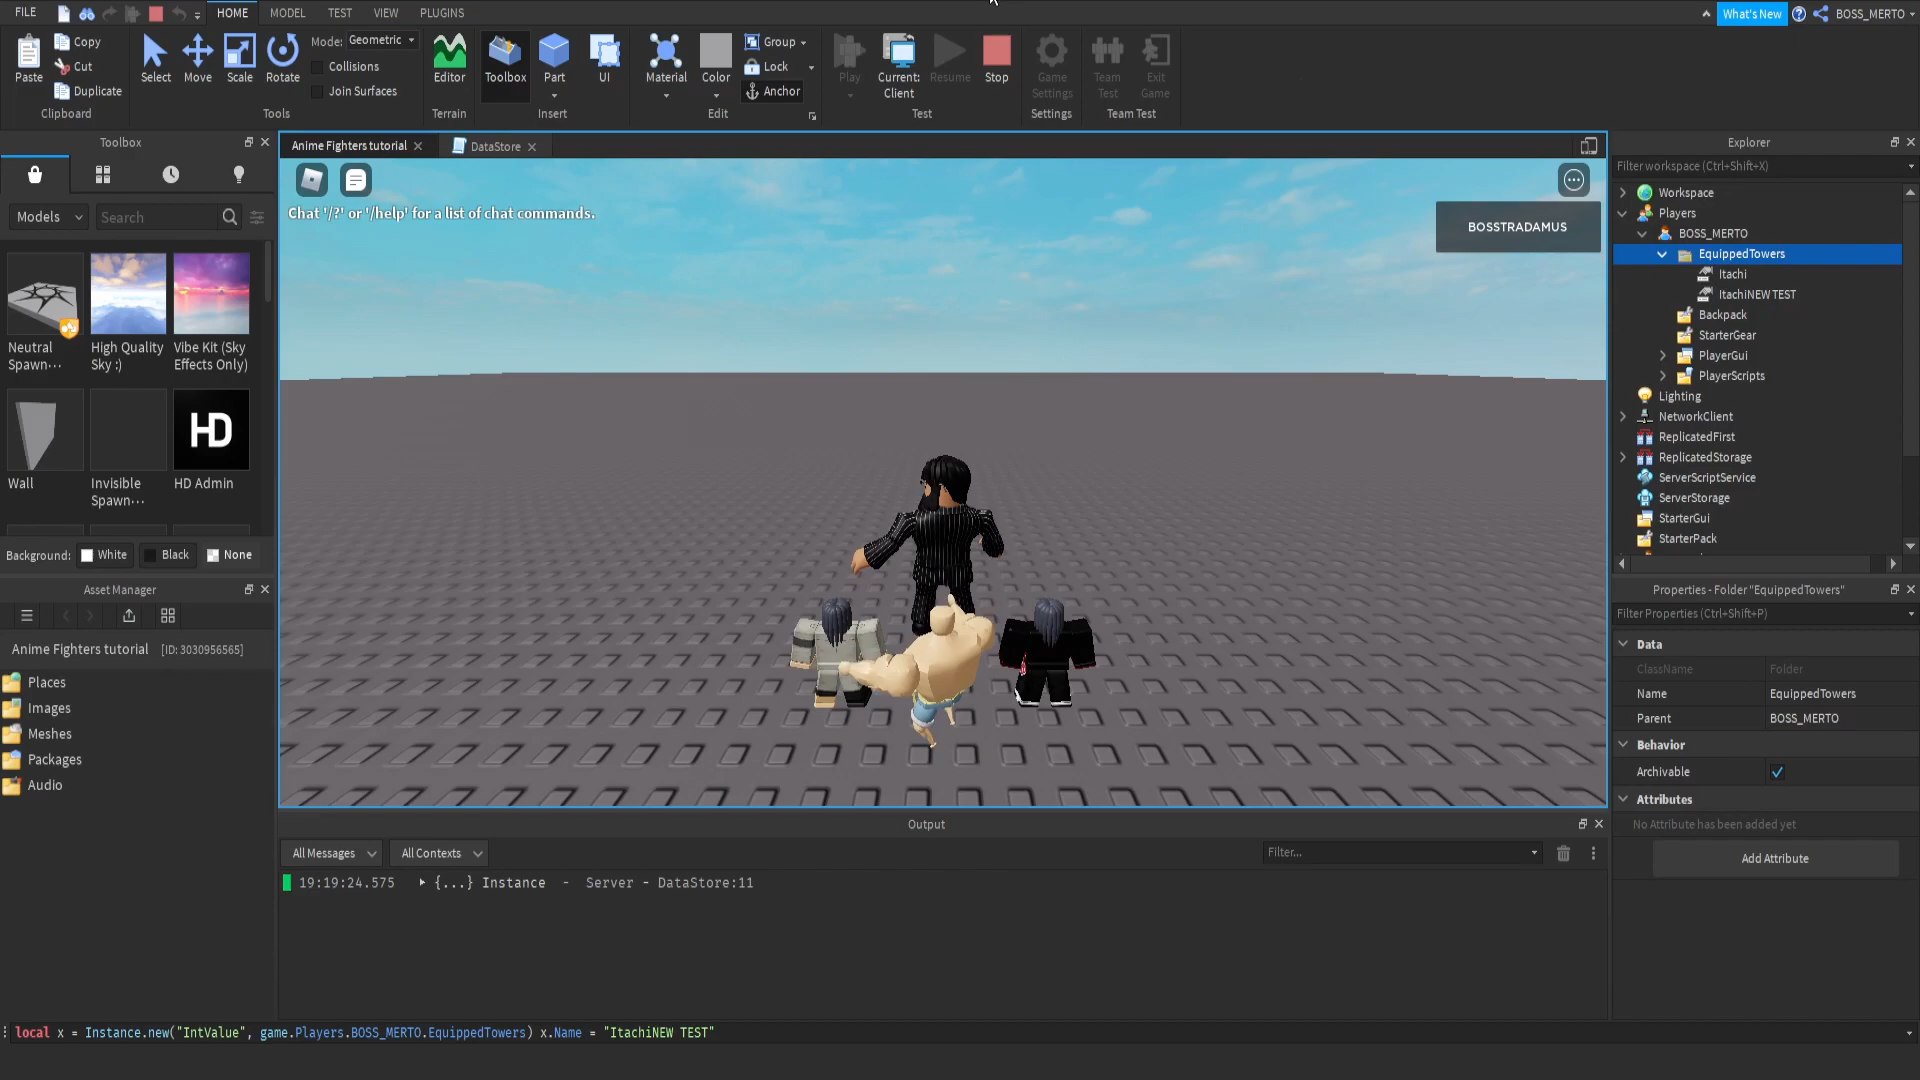 FILE
HOME
MODEL
TEST
VIEW
PLUGINS
What's New
BOSS_MERTO
Paste
Copy
Cut
Duplicate
Clipboard
Select
Move
Scale
Rotate
Mode: Geometric
Collisions
Join Surfaces
Tools
Editor
Terrain
Toolbox
Part
UI
Insert
Material
Color
Group
Lock
Anchor
Edit
Play
Current:
Client
Resume
Stop
Test
Game
Settings
Settings
Team
Test
Exit
Game
Team Test
Toolbox
Models
Search
Neutral
Spawn...
High Quality
Sky :)
Vibe Kit (Sky
Effects Only)
Wall
Invisible
Spawn...
HD
HD Admin
Background: White Black None
Asset Manager
Anime Fighters tutorial [ID: 3030956565]
Places
Images
Meshes
Packages
Audio
Anime Fighters tutorial
DataStore
Chat '/?' or '/help' for a list of chat commands.
BOSSTRADAMUS
Output
All Messages
All Contexts
Filter...
19:19:24.575 {...} Instance - Server - DataStore:11
local x = Instance.new("IntValue", game.Players.BOSS_MERTO.EquippedTowers) x.Name = "ItachiNEW TEST"
Explorer
Filter workspace (Ctrl+Shift+X)
Workspace
Players
BOSS_MERTO
EquippedTowers
Itachi
ItachiNEW TEST
Backpack
StarterGear
PlayerGui
PlayerScripts
Lighting
NetworkClient
ReplicatedFirst
ReplicatedStorage
ServerScriptService
ServerStorage
StarterGui
StarterPack
Properties - Folder "EquippedTowers"
Filter Properties (Ctrl+Shift+P)
Data
ClassName Folder
Name EquippedTowers
Parent BOSS_MERTO
Behavior
Archivable
Attributes
No Attribute has been added yet
Add Attribute